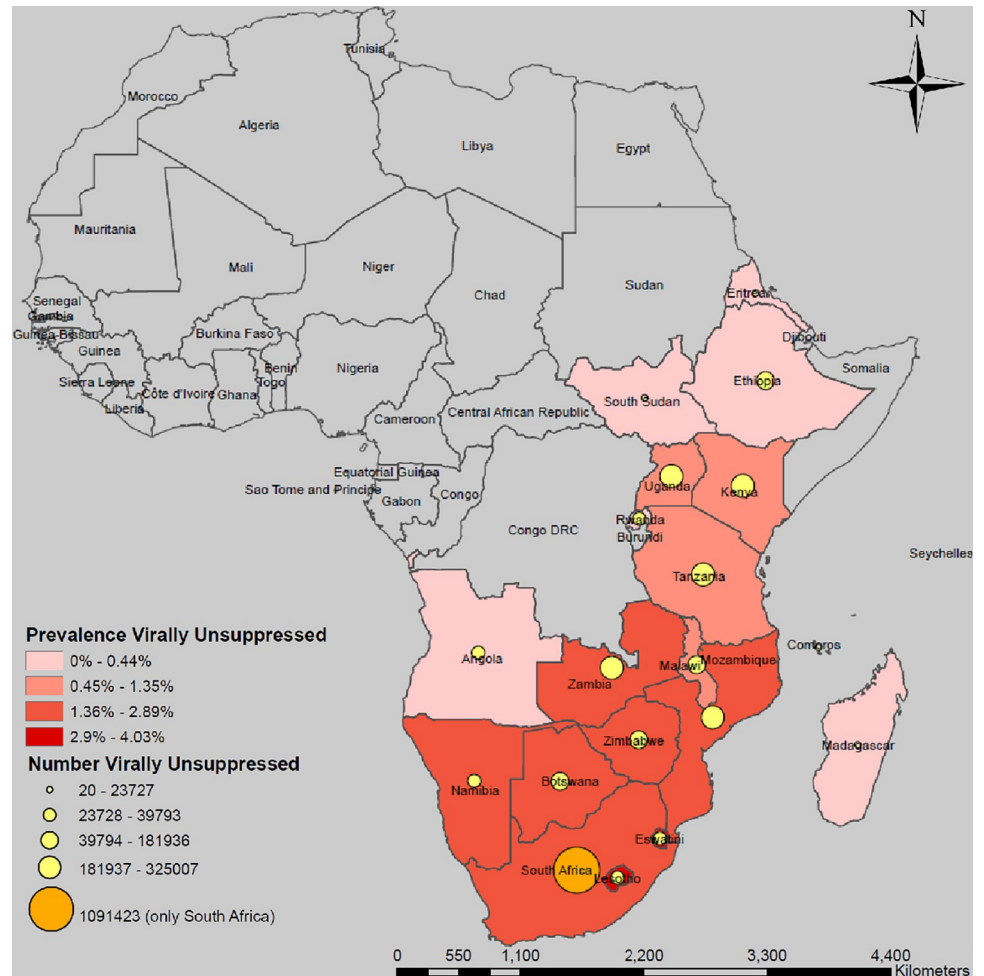 N
Tunisia
Morocco
Algeria
Libya
Egypt
Mauritania
Mali
Niger
Chad
Sudan
Eritrea
Senegal
Gambia
Guinea-Bissau
Guinea
Burkina Faso
Djibouti
Sierra Leone
Liberia
Côte d'Ivoire
Ghana
Benin
Togo
Nigeria
Ethiopia
Somalia
Cameroon
Central African Republic
South Sudan
Equatorial Guinea
Sao Tome and Principe
Gabon
Congo
Uganda
Kenya
Congo DRC
Rwanda
Burundi
Seychelles
Tanzania
Angola
Comoros
Malawi
Mozambique
Zambia
Zimbabwe
Madagascar
Namibia
Botswana
Eswatini
South Africa
Lesotho
Prevalence Virally Unsuppressed
0% - 0.44%
0.45% - 1.35%
1.36% - 2.89%
2.9% - 4.03%
Number Virally Unsuppressed
20 - 23727
23728 - 39793
39794 - 181936
181937 - 325007
1091423 (only South Africa)
0 550 1,100 2,200 3,300 4,400
Kilometers